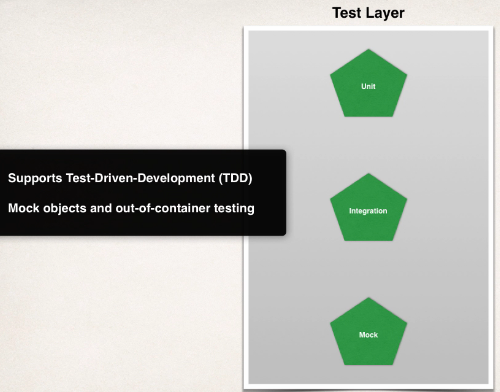 Test Layer
Unit
Supports Test-Driven-Development (TDD)
Mock objects and out-of-container testing
Integration
Mock